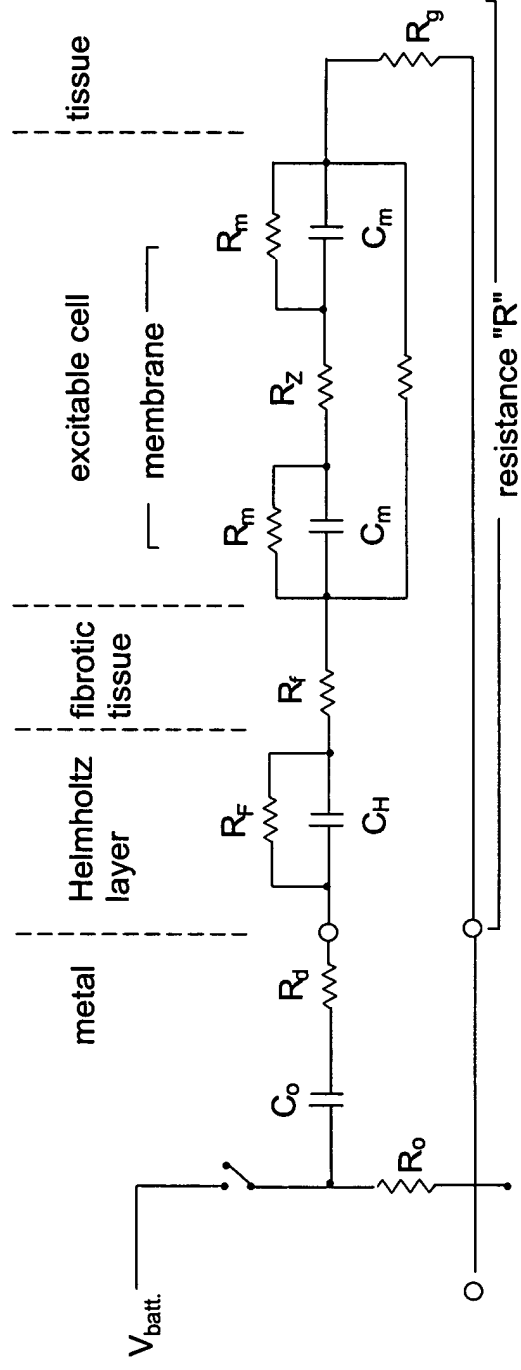 metal
Helmholtz
layer
fibrotic
tissue
excitable cell
membrane
tissue
V_batt.
C_o
R_d
R_F
C_H
R_f
R_m
C_m
R_Z
R_m
C_m
R_g
R_o
resistance "R"